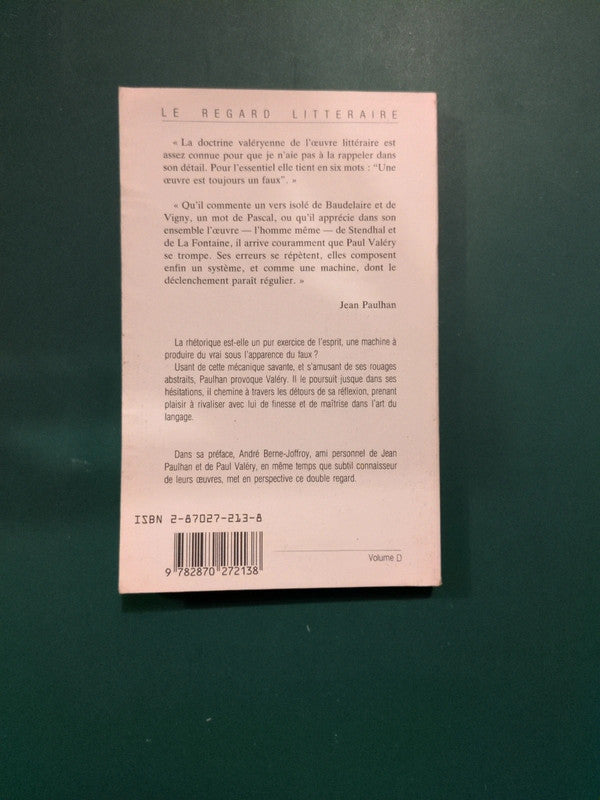 LE REGARD LITTERAIRE
« La doctrine valéryenne de l'œuvre littéraire est
assez connue pour que je n'aie pas à la rappeler dans
son détail. Pour l'essentiel elle tient en six mots : “Une
œuvre est toujours un faux”. »
« Qu'il commente un vers isolé de Baudelaire et de
Vigny, un mot de Pascal, ou qu'il apprécie dans son
ensemble l'œuvre — l'homme même — de Stendhal et
de La Fontaine, il arrive couramment que Paul Valéry
se trompe. Ses erreurs se répètent, elles composent
enfin un système, et comme une machine, dont le
déclenchement paraît régulier. »
Jean Paulhan
La rhétorique est-elle un pur exercice de l'esprit, une machine à
produire du vrai sous l'apparence du faux ?
Usant de cette mécanique savante, et s'amusant de ses rouages
abstraits, Paulhan provoque Valéry. Il le poursuit jusque dans ses
hésitations, il chemine à travers les détours de sa réflexion, prenant
plaisir à rivaliser avec lui de finesse et de maîtrise dans l'art du
langage.
Dans sa préface, André Berne-Joffroy, ami personnel de Jean
Paulhan et de Paul Valéry, en même temps que subtil connaisseur
de leurs œuvres, met en perspective ce double regard.
ISBN 2-87027-213-8
9 782870 272138
Volume D